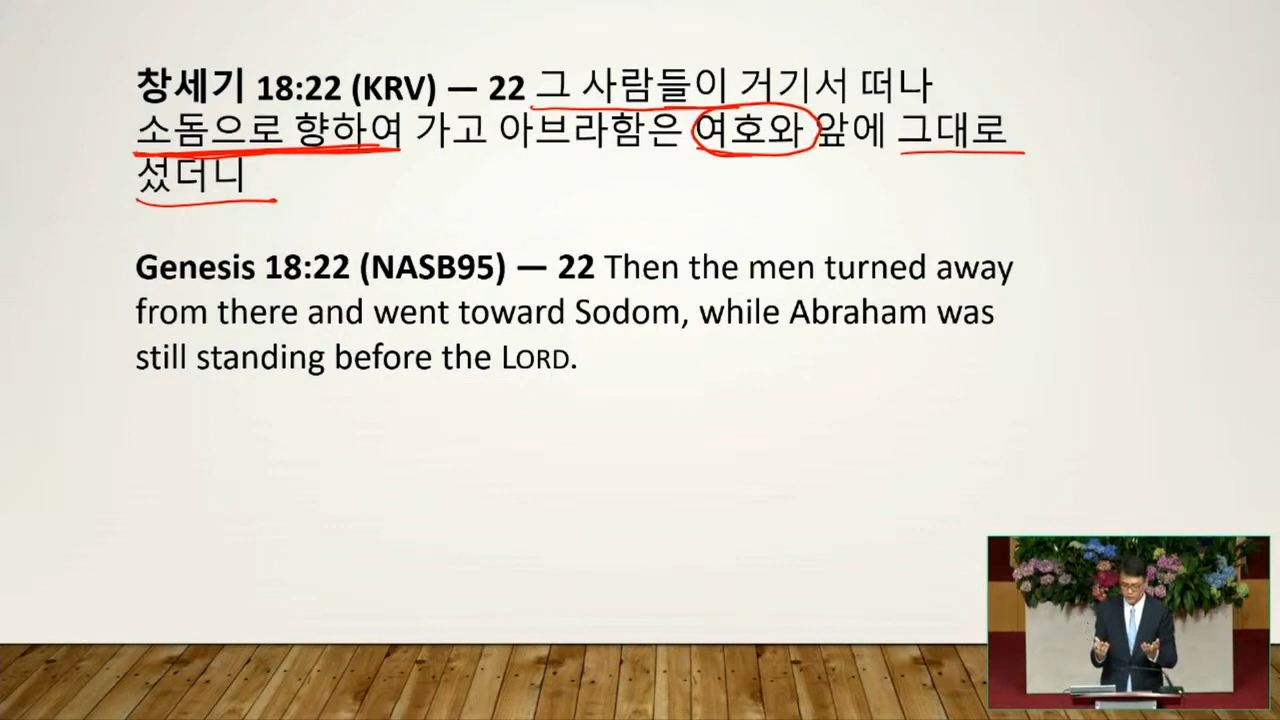 창세기 18:22 (KRV) — 22 그 사람들이 거기서 떠나
소돔으로 향하여 가고 아브라함은 여호와 앞에 그대로
섰더니
Genesis 18:22 (NASB95) — 22 Then the men turned away
from there and went toward Sodom, while Abraham was
still standing before the LORD.